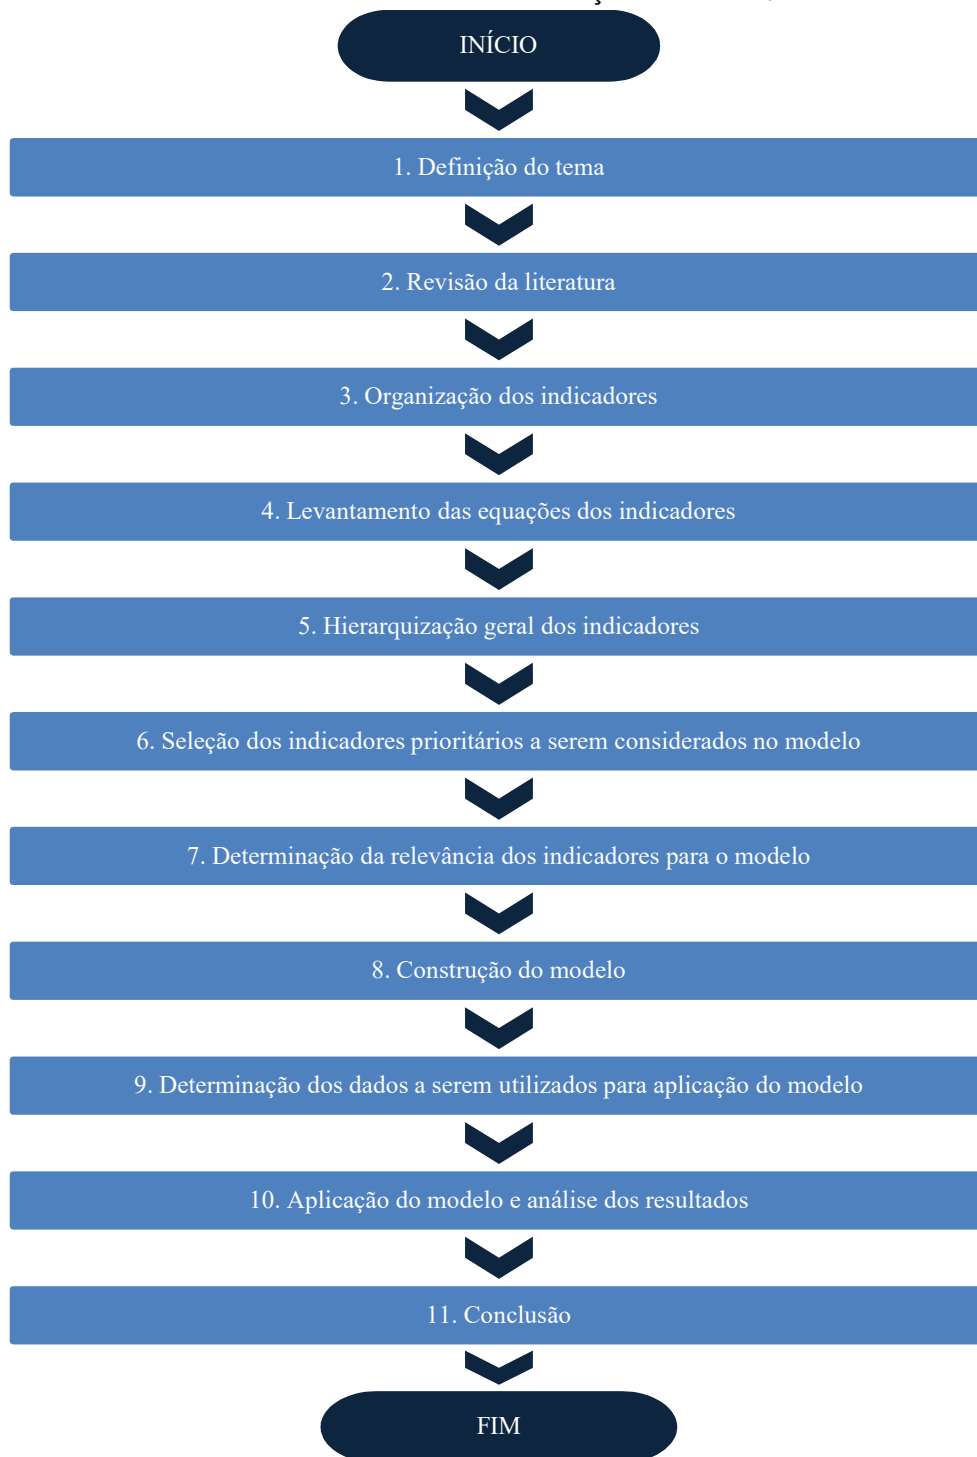 INÍCIO
1. Definição do tema
2. Revisão da literatura
3. Organização dos indicadores
4. Levantamento das equações dos indicadores
5. Hierarquização geral dos indicadores
6. Seleção dos indicadores prioritários a serem considerados no modelo
7. Determinação da relevância dos indicadores para o modelo
8. Construção do modelo
9. Determinação dos dados a serem utilizados para aplicação do modelo
10. Aplicação do modelo e análise dos resultados
11. Conclusão
FIM